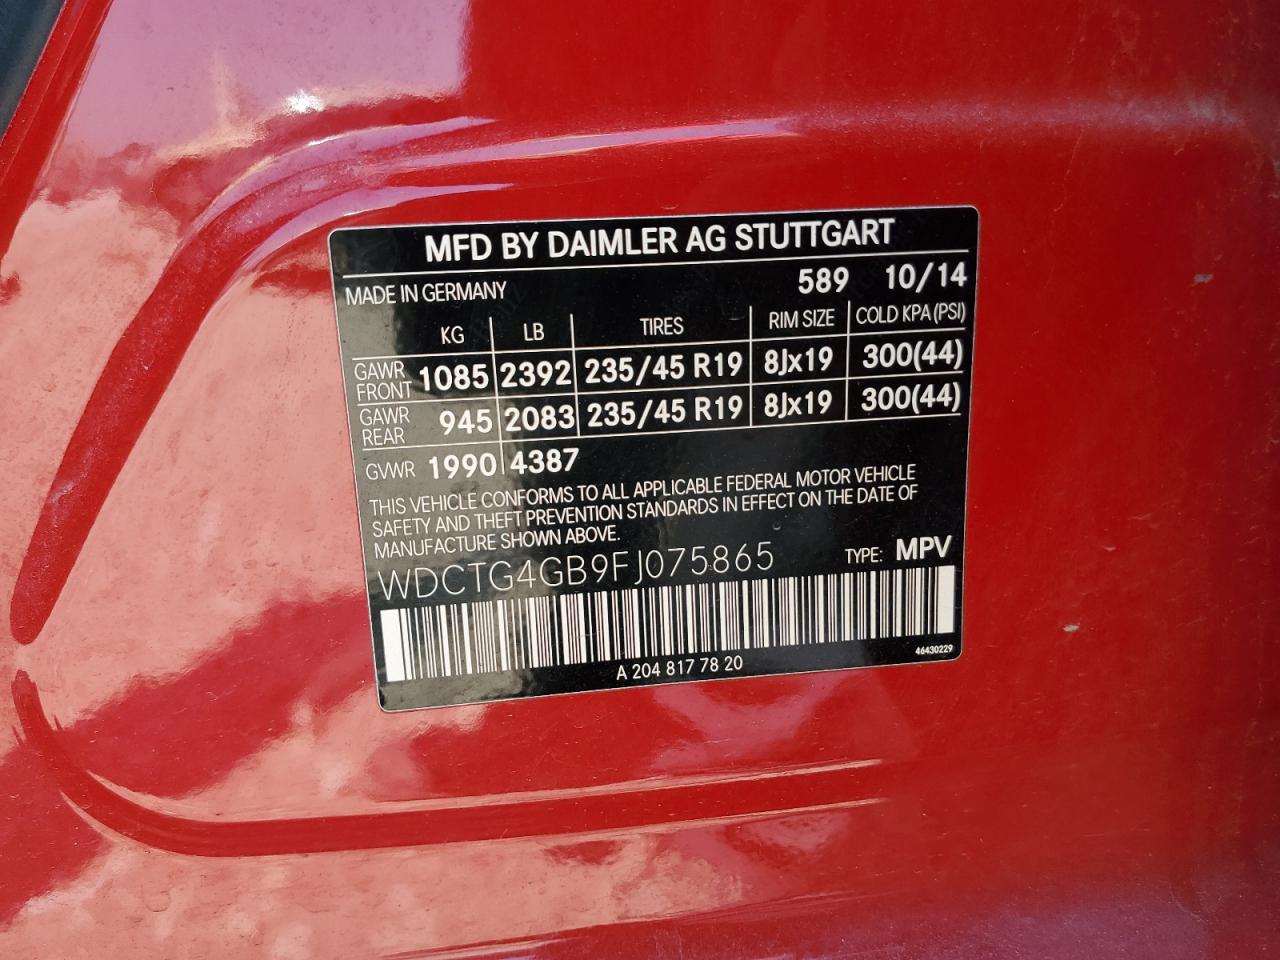 MFD BY DAIMLER AG STUTTGART
MADE IN GERMANY 589 10/14
KG LB TIRES RIM SIZE COLD KPA (PSI)
GAWR FRONT 1085 2392 235/45 R19 8Jx19 300(44)
GAWR REAR 945 2083 235/45 R19 8Jx19 300(44)
GVWR 1990 4387
THIS VEHICLE CONFORMS TO ALL APPLICABLE FEDERAL MOTOR VEHICLE
SAFETY AND THEFT PREVENTION STANDARDS IN EFFECT ON THE DATE OF
MANUFACTURE SHOWN ABOVE.
WDCTG4GB9FJ075865 TYPE: MPV
A 204 817 78 20 46430229